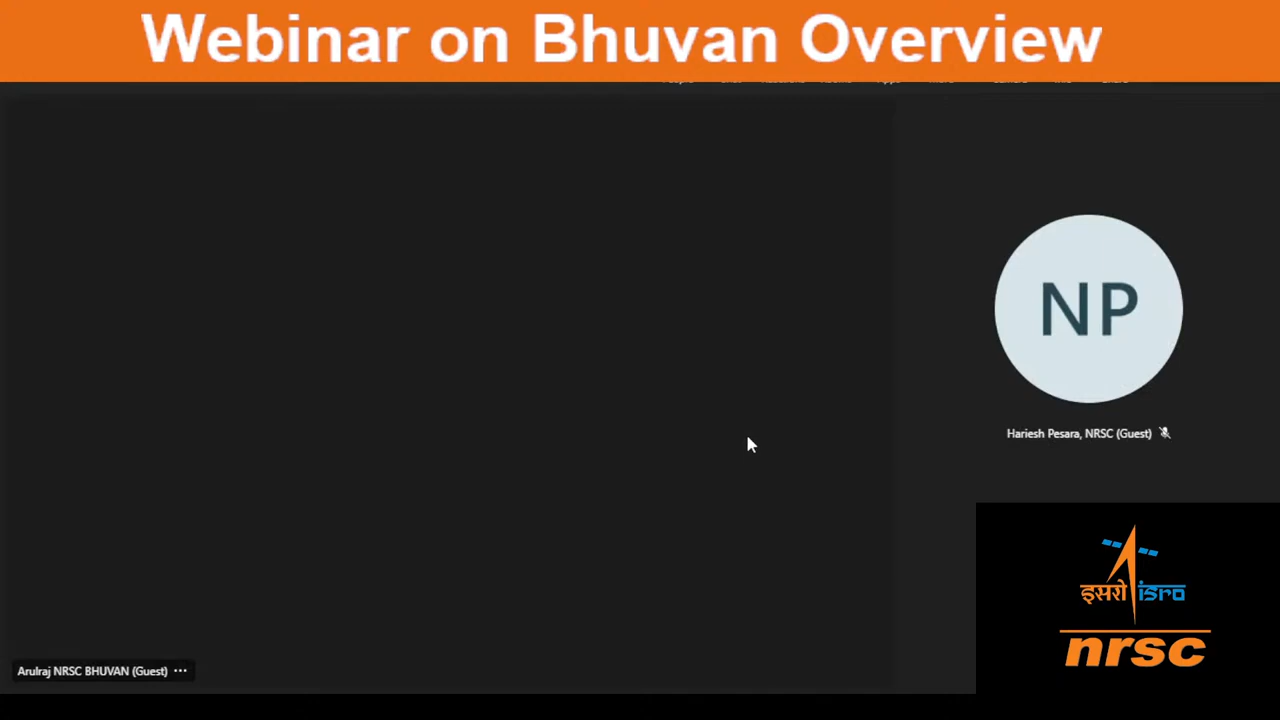 Webinar on Bhuvan Overview
NP
Hariesh Pesara, NRSC (Guest)
इसरो isro
nrsc
Arulraj NRSC BHUVAN (Guest) •••